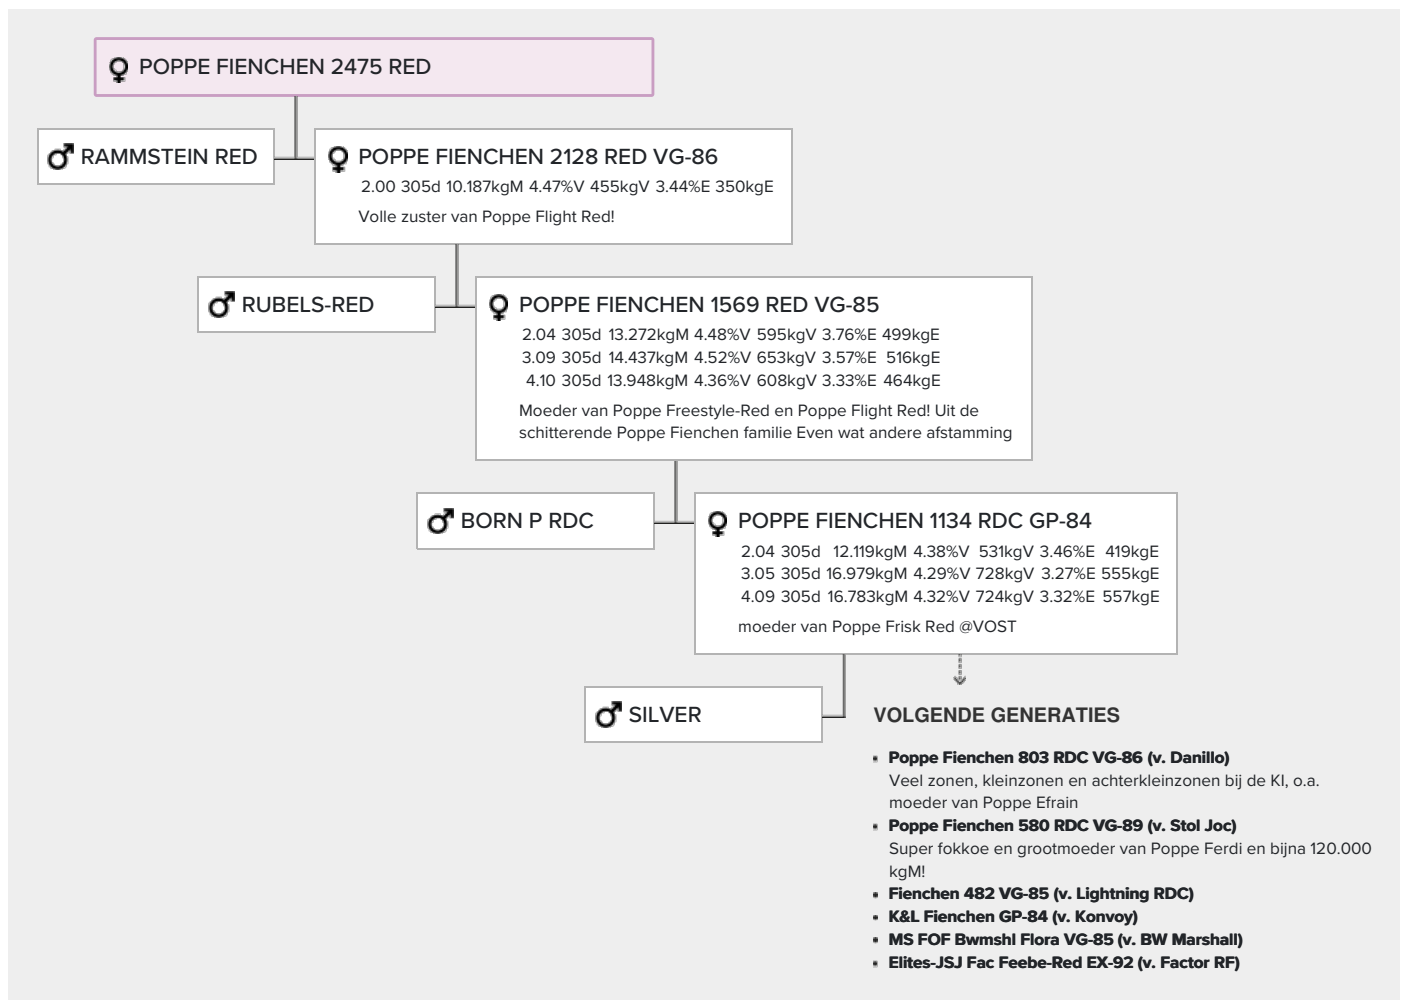 POPPE FIENCHEN 2475 RED
RAMMSTEIN RED
POPPE FIENCHEN 2128 RED VG-86
2.00 305d 10.187kgM 4.47%V 455kgV 3.44%E 350kgE
Volle zuster van Poppe Flight Red!
RUBELS-RED
POPPE FIENCHEN 1569 RED VG-85
2.04 305d 13.272kgM 4.48%V 595kgV 3.76%E 499kgE
3.09 305d 14.437kgM 4.52%V 653kgV 3.57%E 516kgE
4.10 305d 13.948kgM 4.36%V 608kgV 3.33%E 464kgE
Moeder van Poppe Freestyle-Red en Poppe Flight Red! Uit de
schitterende Poppe Fienchen familie Even wat andere afstamming
BORN P RDC
POPPE FIENCHEN 1134 RDC GP-84
2.04 305d 12.119kgM 4.38%V 531kgV 3.46%E 419kgE
3.05 305d 16.979kgM 4.29%V 728kgV 3.27%E 555kgE
4.09 305d 16.783kgM 4.32%V 724kgV 3.32%E 557kgE
moeder van Poppe Frisk Red @VOST
SILVER
VOLGENDE GENERATIES
Poppe Fienchen 803 RDC VG-86 (v. Danillo)
Veel zonen, kleinzonen en achterkleinzonen bij de KI, o.a.
moeder van Poppe Efrain
Poppe Fienchen 580 RDC VG-89 (v. Stol Joc)
Super fokkoe en grootmoeder van Poppe Ferdi en bijna 120.000
kgM!
Fienchen 482 VG-85 (v. Lightning RDC)
K&L Fienchen GP-84 (v. Konvoy)
MS FOF Bwmshl Flora VG-85 (v. BW Marshall)
Elites-JSJ Fac Feebe-Red EX-92 (v. Factor RF)